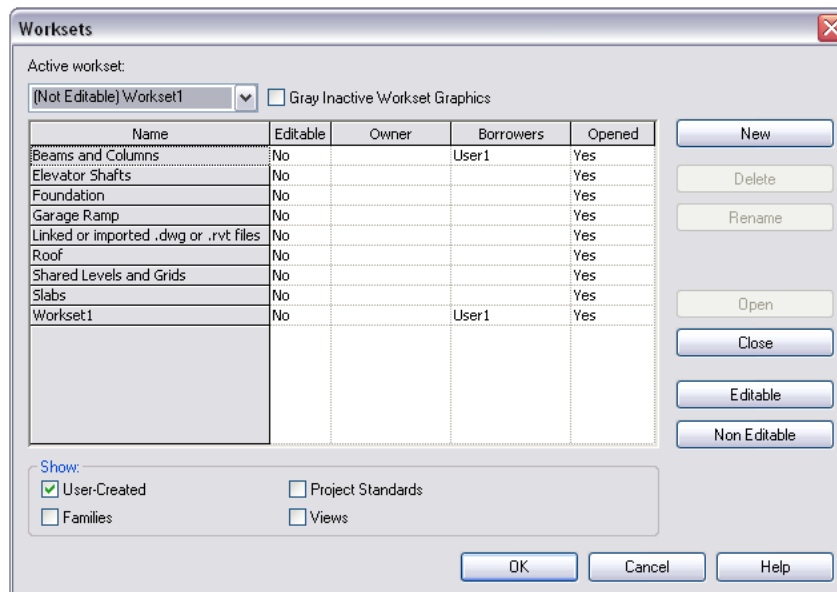 Worksets
Active workset:
(Not Editable) Workset1
Gray Inactive Workset Graphics
Name Editable Owner Borrowers Opened
Beams and Columns No User1 Yes
Elevator Shafts No Yes
Foundation No Yes
Garage Ramp No Yes
Linked or imported .dwg or .rvt files No Yes
Roof No Yes
Shared Levels and Grids No Yes
Slabs No Yes
Workset1 No User1 Yes
New
Delete
Rename
Open
Close
Editable
Non Editable
Show:
User-Created Project Standards
Families Views
OK Cancel Help